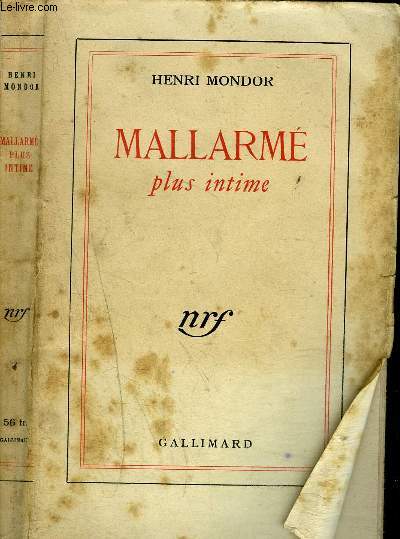 www.le-livre.com
HENRI
MONDOR
MALLARMÉ
PLUS
INTIME
nrf
56 fr.
GALLIMARD
HENRI MONDOR
MALLARMÉ
plus intime
nrf
GALLIMARD